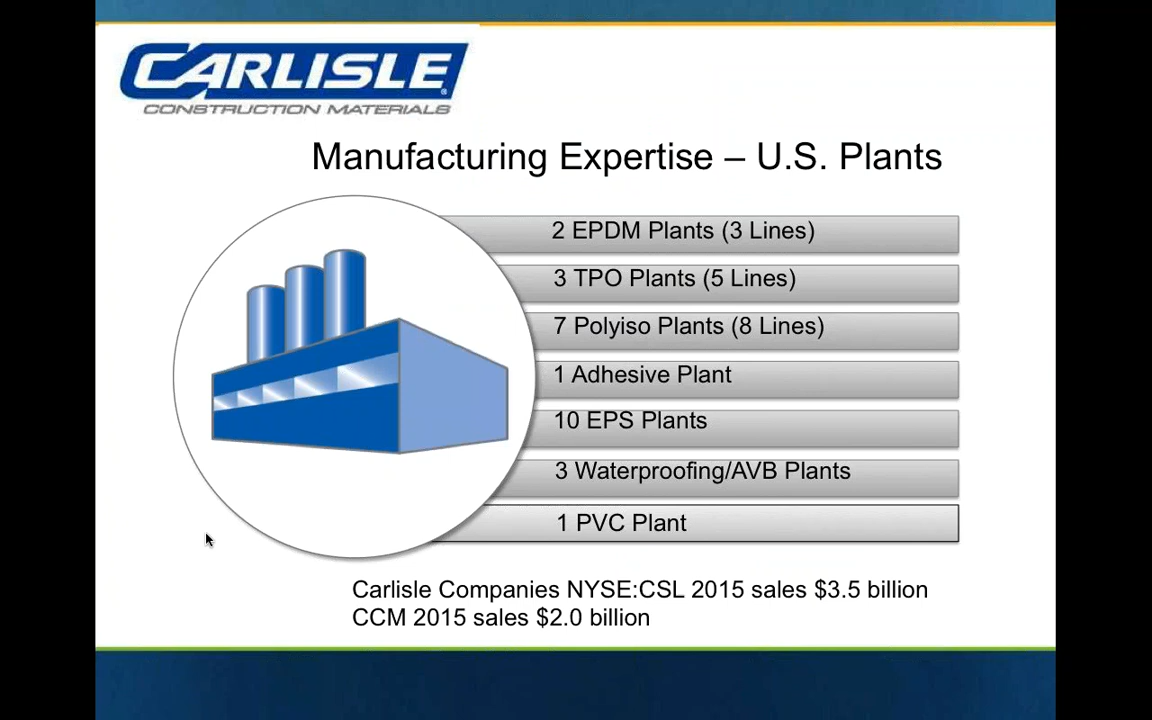 CARLISLE®
CONSTRUCTION MATERIALS
Manufacturing Expertise – U.S. Plants
2 EPDM Plants (3 Lines)
3 TPO Plants (5 Lines)
7 Polyiso Plants (8 Lines)
1 Adhesive Plant
10 EPS Plants
3 Waterproofing/AVB Plants
1 PVC Plant
Carlisle Companies NYSE:CSL 2015 sales $3.5 billion
CCM 2015 sales $2.0 billion